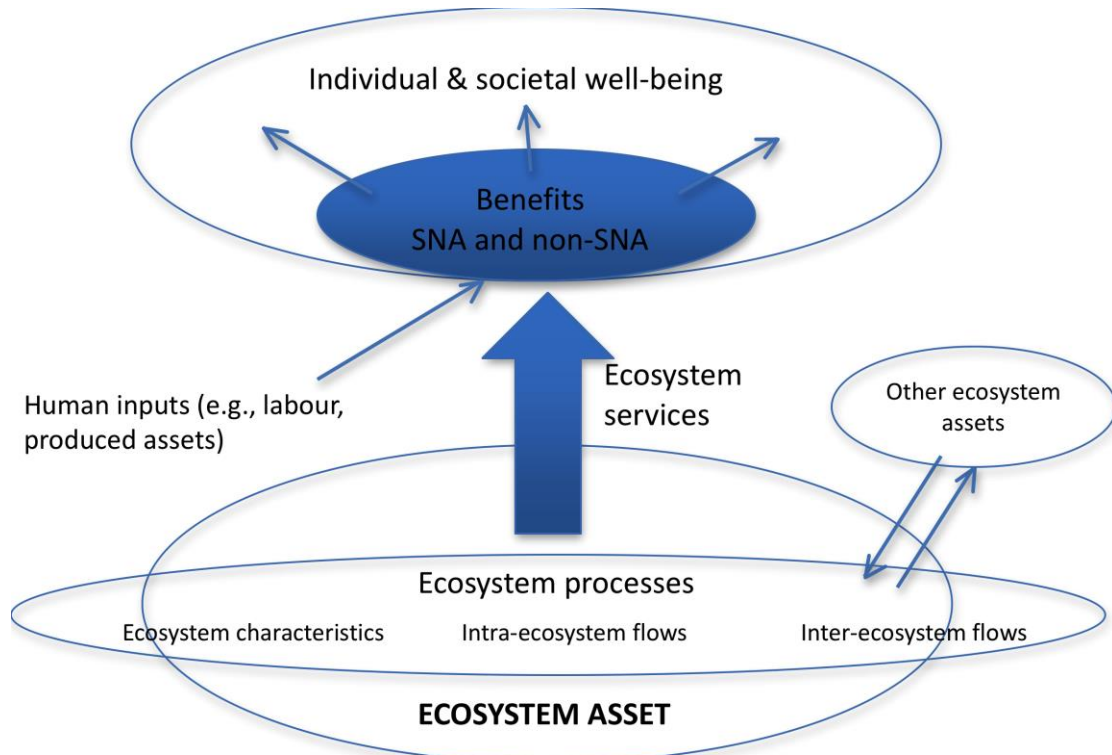 Individual & societal well-being
Benefits
SNA and non-SNA
Ecosystem
services
Human inputs (e.g., labour,
produced assets)
Other ecosystem
assets
Ecosystem processes
Ecosystem characteristics
Intra-ecosystem flows
Inter-ecosystem flows
ECOSYSTEM ASSET